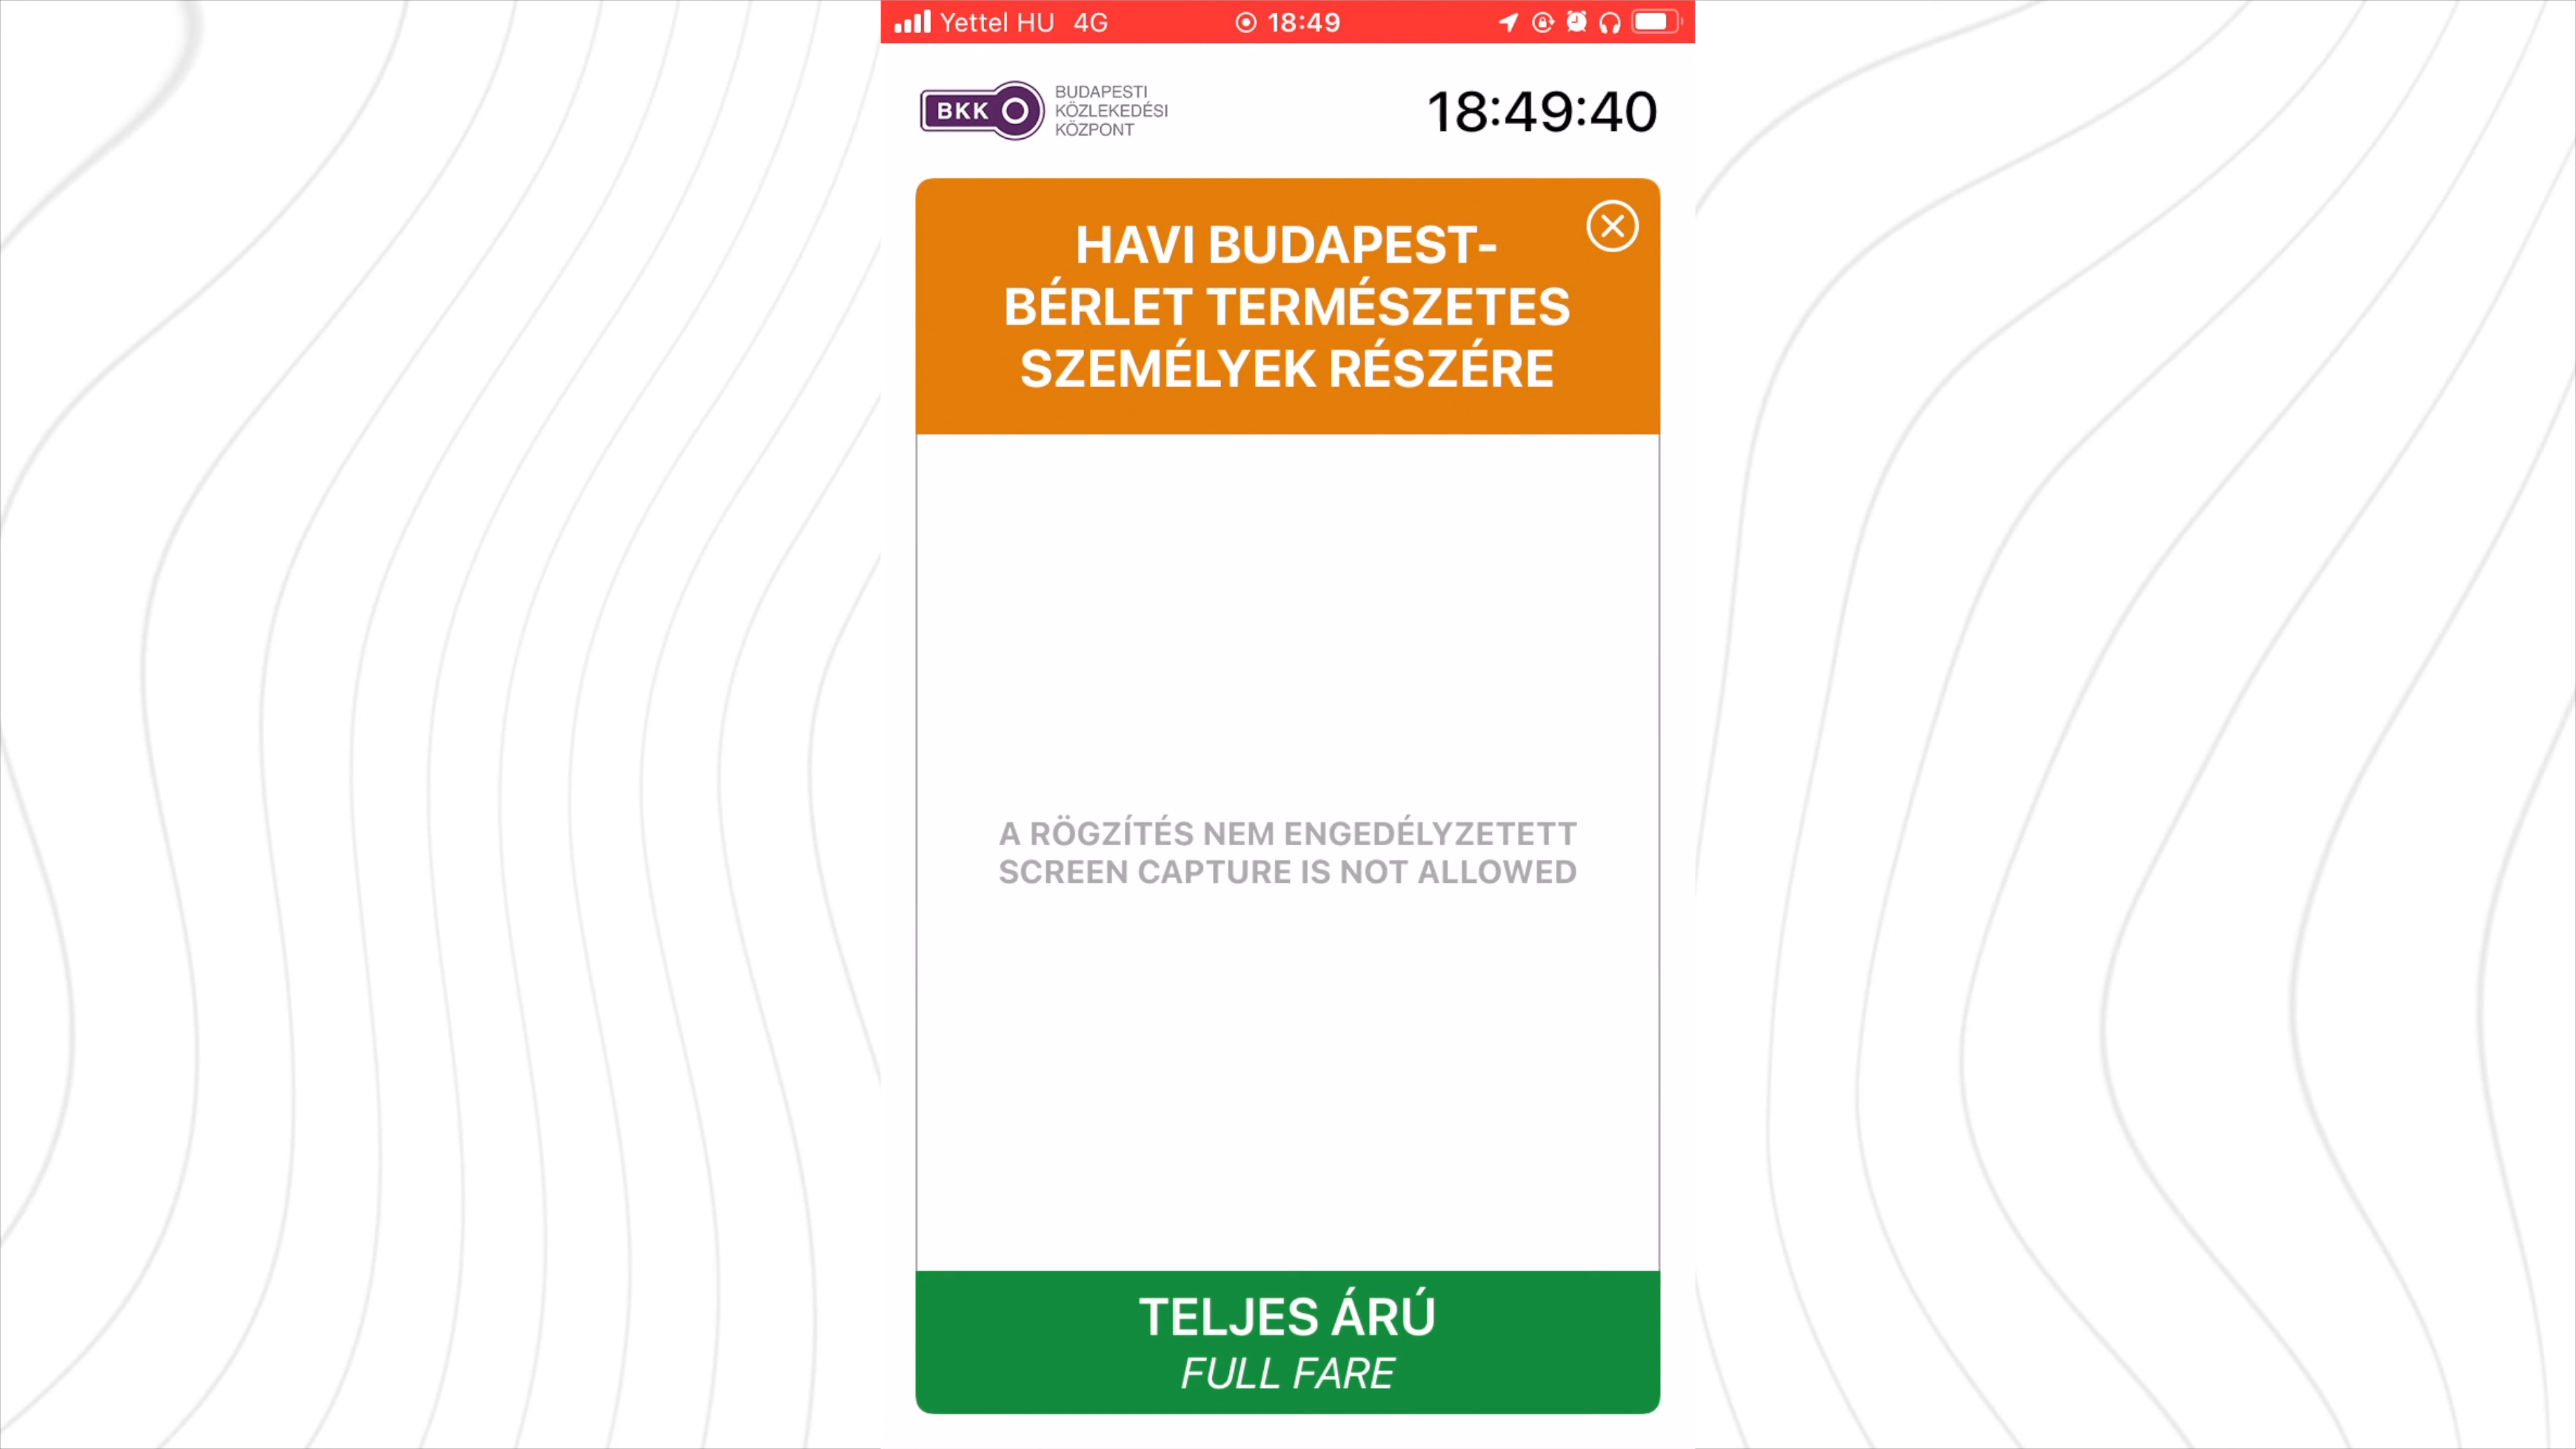 Yettel HU 4G 18:49
BKK BUDAPESTI
KÖZLEKEDÉSI
KÖZPONT
18:49:40
HAVI BUDAPEST-
BÉRLET TERMÉSZETES
SZEMÉLYEK RÉSZÉRE
A RÖGZÍTÉS NEM ENGEDÉLYZETETT
SCREEN CAPTURE IS NOT ALLOWED
TELJES ÁRÚ
FULL FARE